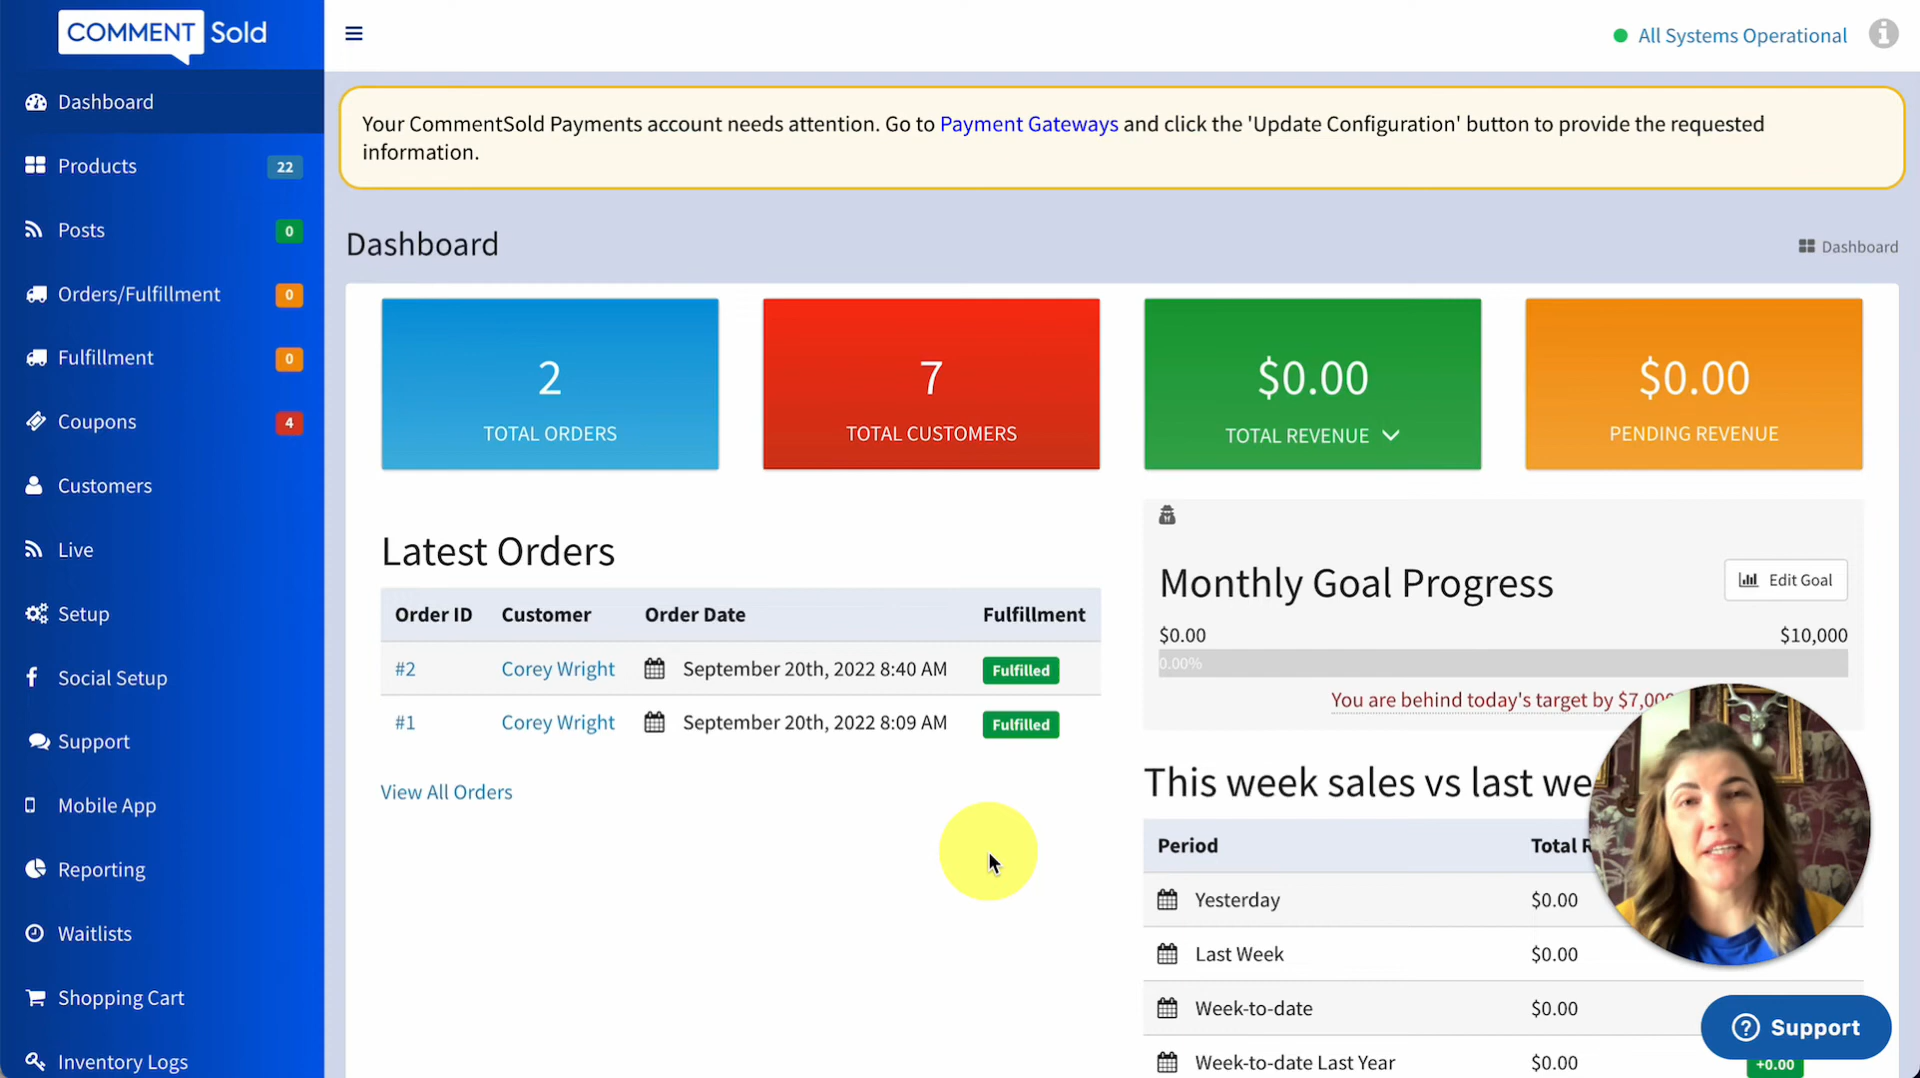 COMMENT Sold
All Systems Operational
Dashboard
Products 22
Posts 0
Orders/Fulfillment 0
Fulfillment 0
Coupons 4
Customers
Live
Setup
Social Setup
Support
Mobile App
Reporting
Waitlists
Shopping Cart
Inventory Logs
Your CommentSold Payments account needs attention. Go to Payment Gateways and click the 'Update Configuration' button to provide the requested
information.
Dashboard
Dashboard
2
TOTAL ORDERS
7
TOTAL CUSTOMERS
$0.00
TOTAL REVENUE
$0.00
PENDING REVENUE
Latest Orders
Order ID Customer Order Date Fulfillment
#2 Corey Wright September 20th, 2022 8:40 AM Fulfilled
#1 Corey Wright September 20th, 2022 8:09 AM Fulfilled
View All Orders
Monthly Goal Progress
Edit Goal
$0.00 $10,000
0.00%
You are behind today's target by
This week sales vs last
Period Total
Yesterday $0.00
Last Week $0.00
Week-to-date $0.00
Week-to-date Last Year $0.00
+0.00
Support